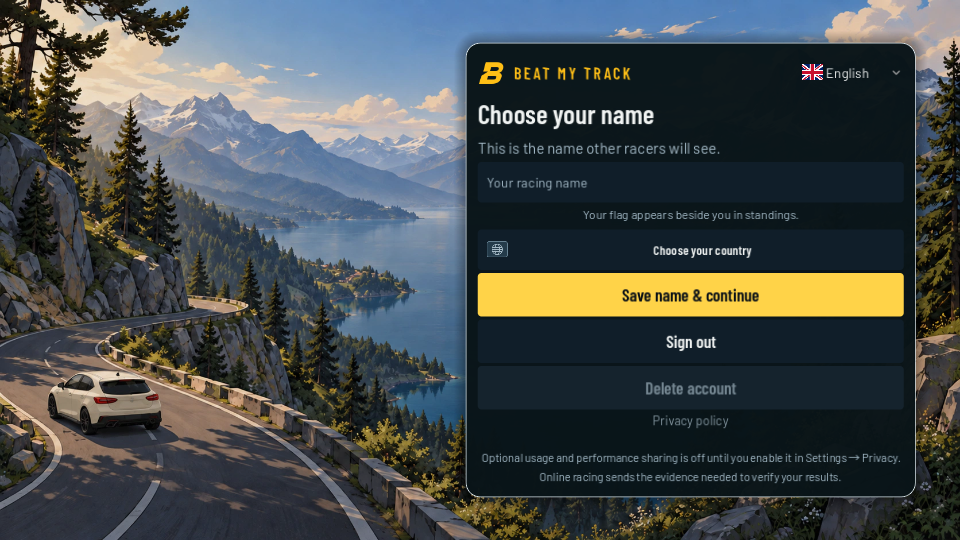 BEAT MY TRACK
English
Choose your name
This is the name other racers will see.
Your racing name
Your flag appears beside you in standings.
Choose your country
Save name & continue
Sign out
Delete account
Privacy policy
Optional usage and performance sharing is off until you enable it in Settings → Privacy.
Online racing sends the evidence needed to verify your results.